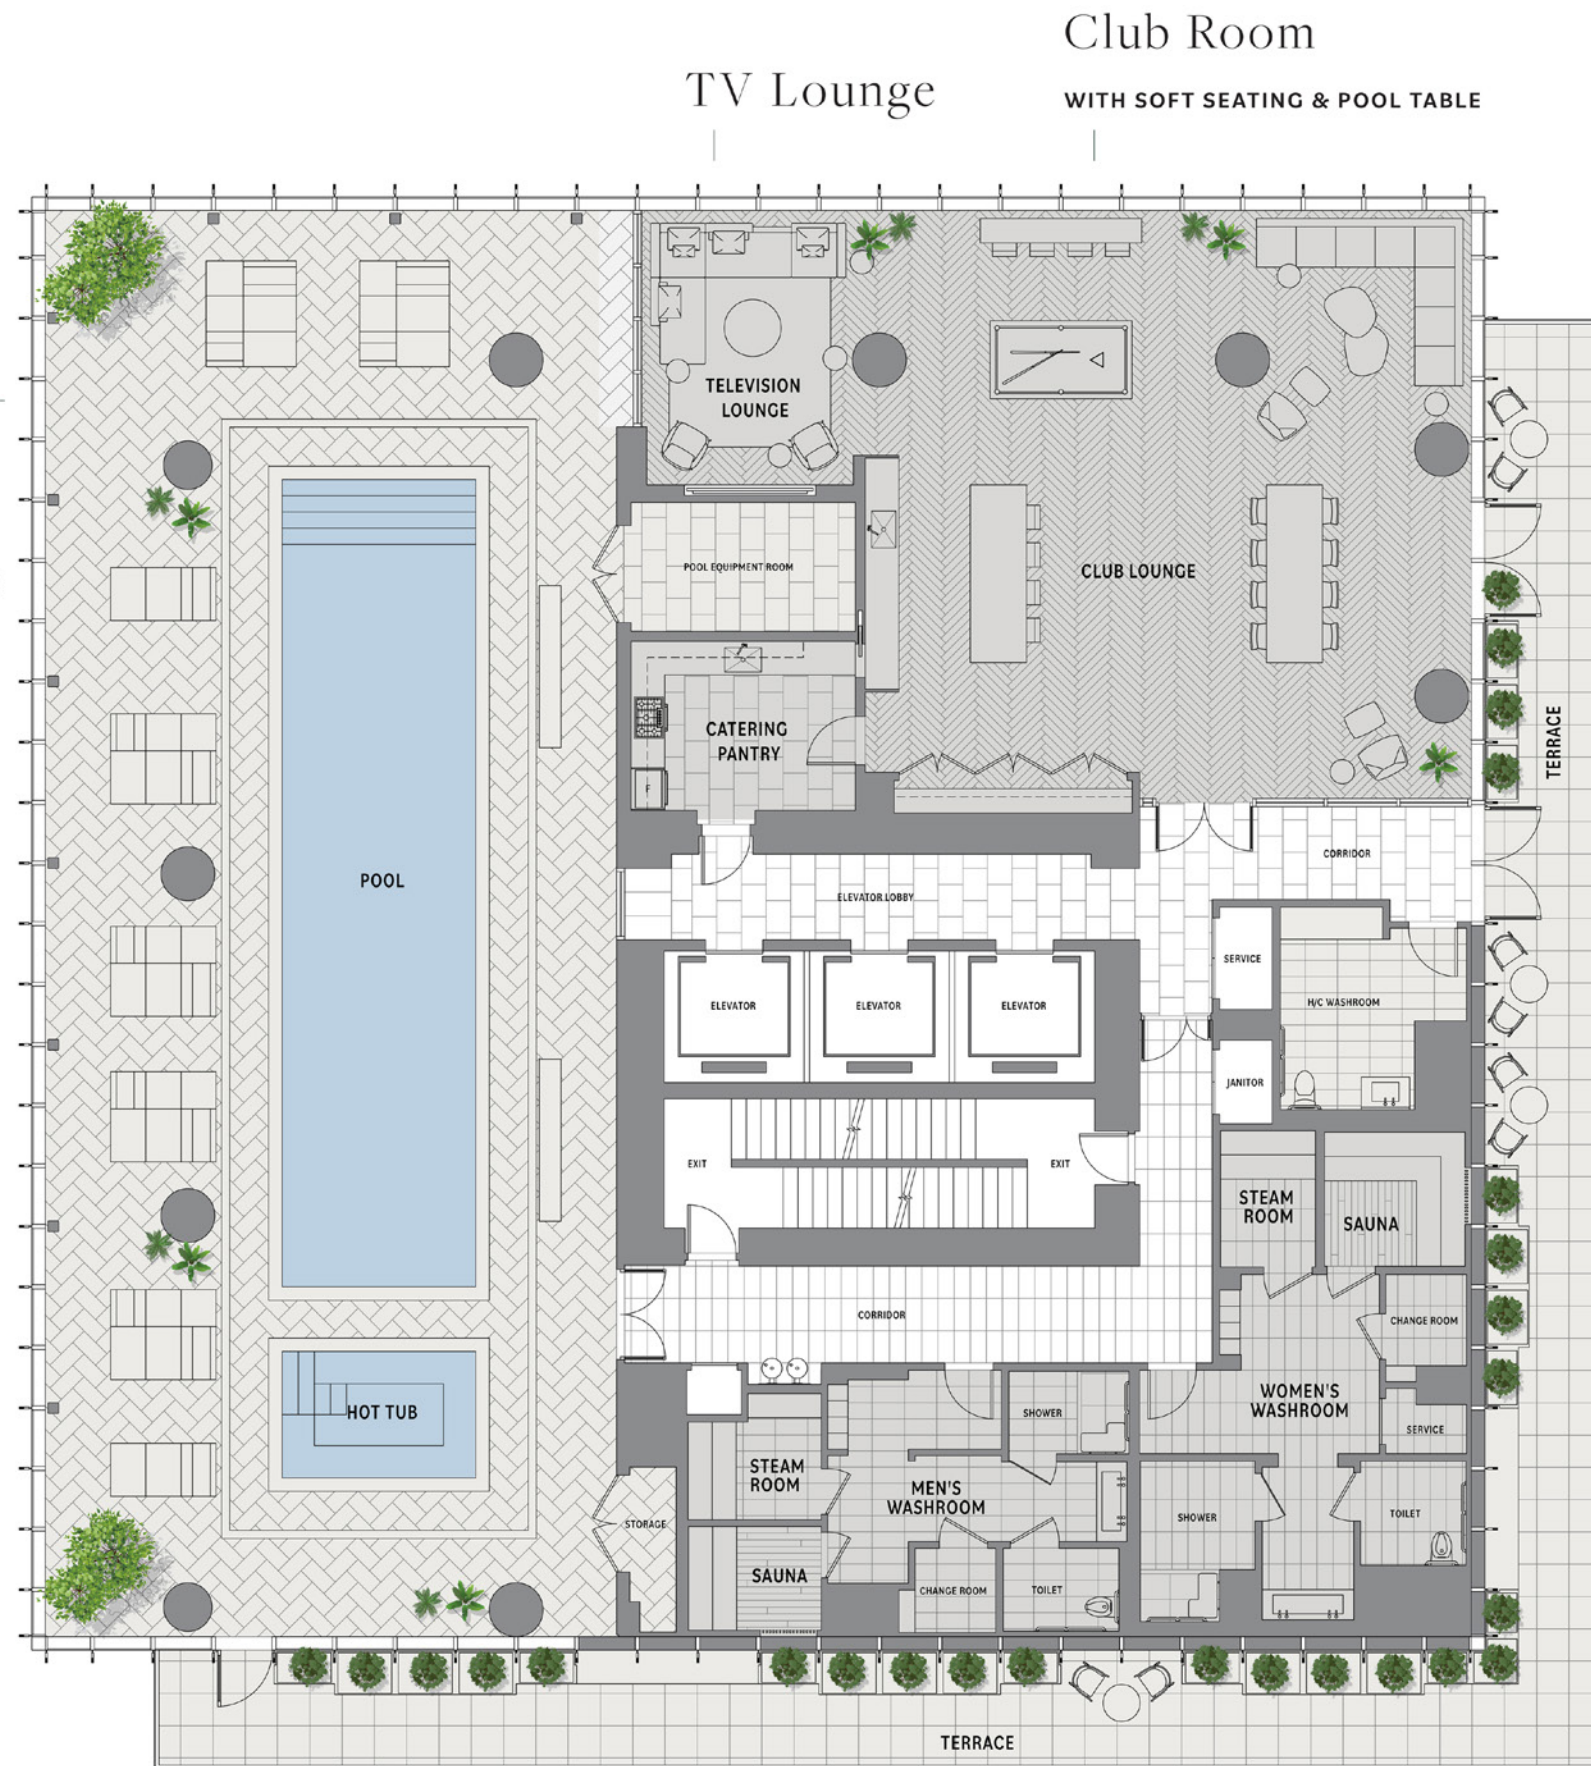 Club Room
TV Lounge
WITH SOFT SEATING & POOL TABLE
TELEVISION
LOUNGE
POOL EQUIPMENT ROOM
CLUB LOUNGE
CATERING
PANTRY
F
TERRACE
POOL
CORRIDOR
ELEVATOR LOBBY
SERVICE
ELEVATOR
ELEVATOR
ELEVATOR
H/C WASHROOM
JANITOR
EXIT
EXIT
STEAM
ROOM
SAUNA
CORRIDOR
CHANGE ROOM
HOT TUB
SHOWER
WOMEN'S
WASHROOM
SERVICE
STEAM
ROOM
MEN'S
WASHROOM
STORAGE
SHOWER
TOILET
SAUNA
CHANGE ROOM
TOILET
TERRACE